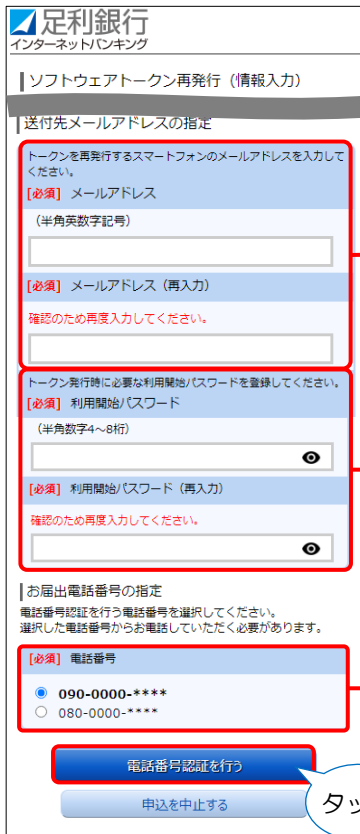 足利銀行
インターネットバンキング
ソフトウェアトークン再発行（情報入力）
送付先メールアドレスの指定
トークンを再発行するスマートフォンのメールアドレスを入力して
ください。
[必須] メールアドレス
（半角英数字記号）
[必須] メールアドレス（再入力）
確認のため再度入力してください。
トークン発行時に必要な利用開始パスワードを登録してください。
[必須] 利用開始パスワード
（半角数字4～8桁）
[必須] 利用開始パスワード（再入力）
確認のため再度入力してください。
お届出電話番号の指定
電話番号認証を行う電話番号を選択してください。
選択した電話番号からお電話していただく必要があります。
[必須] 電話番号
090-0000-****
080-0000-****
電話番号認証を行う
申込を中止する
タッ